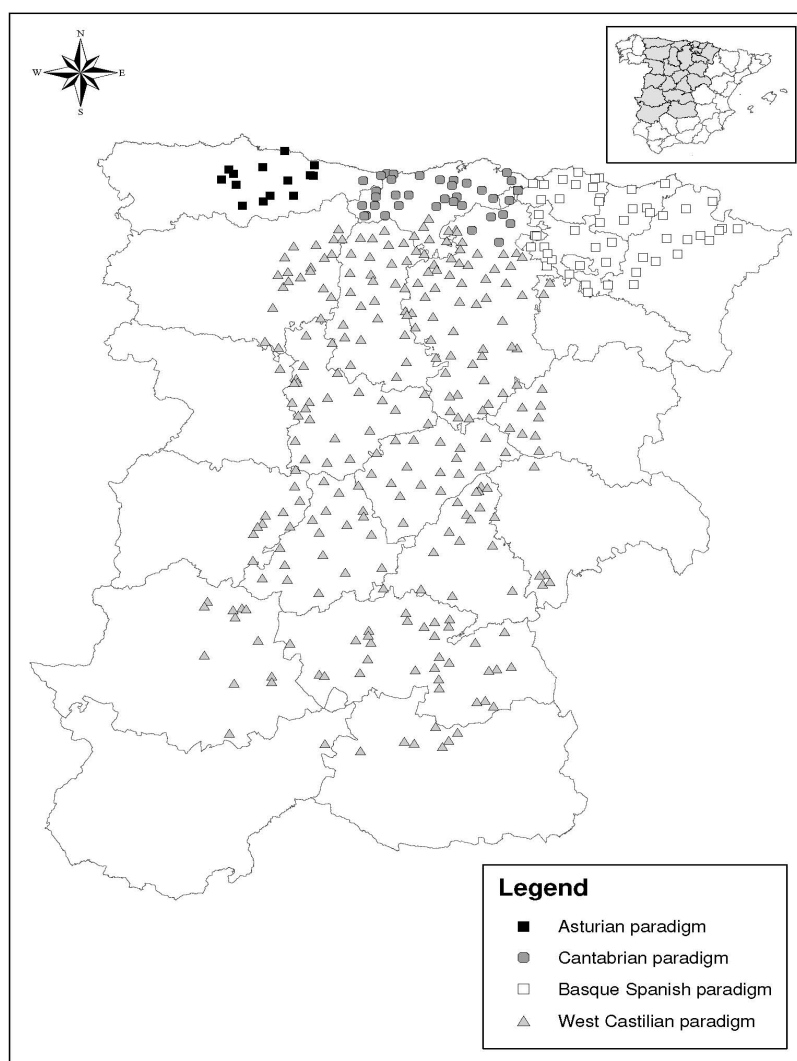 N
W E
S
Legend
Asturian paradigm
Cantabrian paradigm
Basque Spanish paradigm
West Castilian paradigm